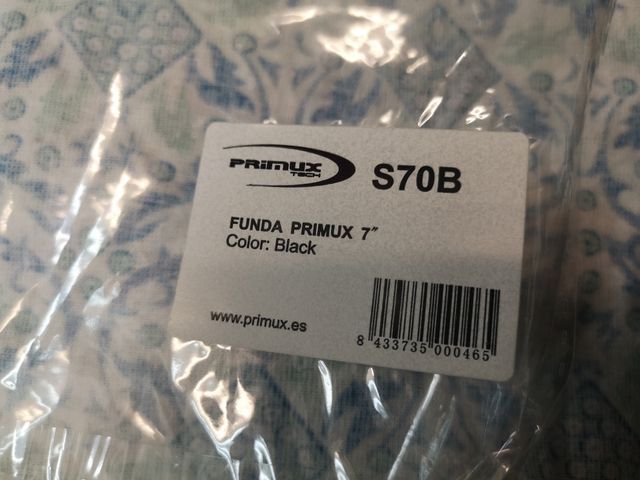 PRIMUX
TECH
S70B
FUNDA PRIMUX 7"
Color: Black
www.primux.es
8 433735 000465